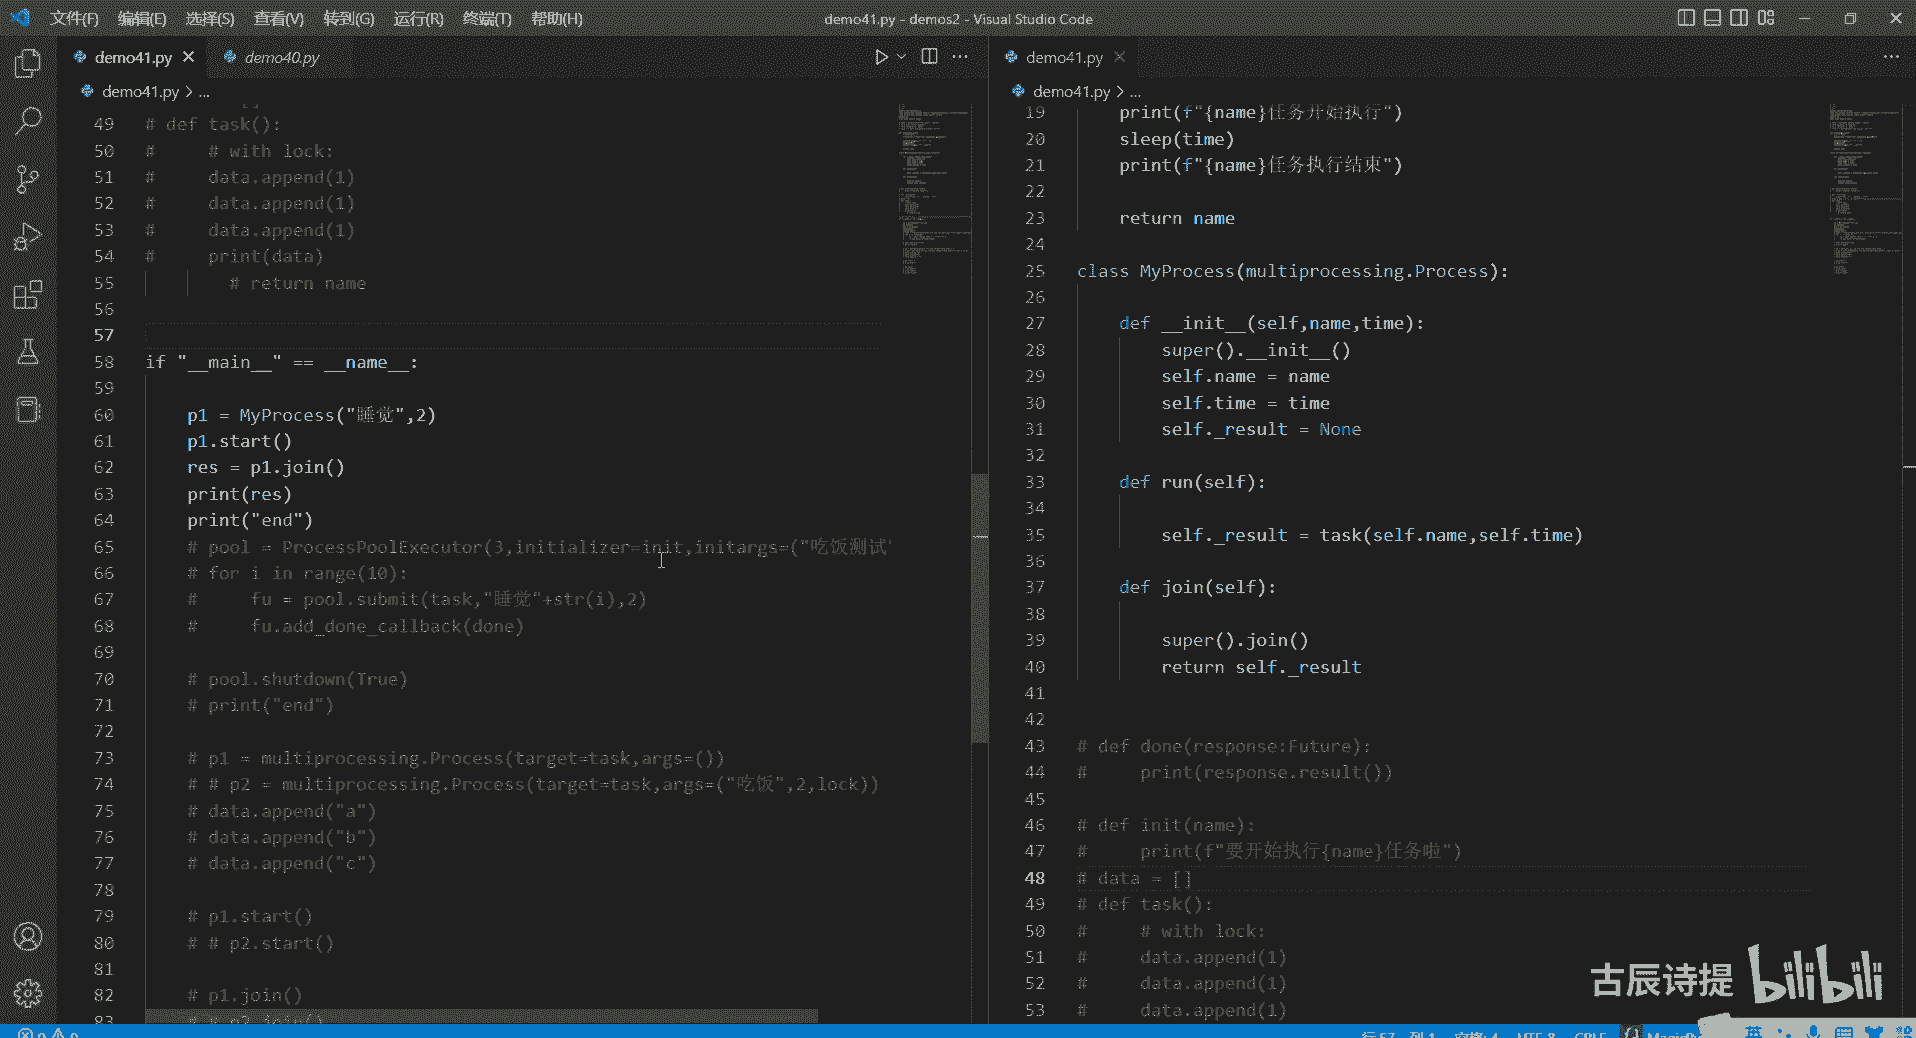 文件(F) 编辑(E) 选择(S) 查看(V) 转到(G) 运行(R) 终端(T) 帮助(H)
demo41.py - demos2 - Visual Studio Code
demo41.py demo40.py
demo41.py > ...
49 # def task():
50 #     # with lock:
51 #     data.append(1)
52 #     data.append(1)
53 #     data.append(1)
54 #     print(data)
55         # return name
56
57
58 if "__main__" == __name__:
59
60     p1 = MyProcess("睡觉",2)
61     p1.start()
62     res = p1.join()
63     print(res)
64     print("end")
65     # pool = ProcessPoolExecutor(3,initializer=init,initargs=("吃饭测试'
66     # for i in range(10):
67     #     fu = pool.submit(task,"睡觉"+str(i),2)
68     #     fu.add_done_callback(done)
69
70     # pool.shutdown(True)
71     # print("end")
72
73     # p1 = multiprocessing.Process(target=task,args=())
74     # # p2 = multiprocessing.Process(target=task,args=("吃饭",2,lock))
75     # data.append("a")
76     # data.append("b")
77     # data.append("c")
78
79     # p1.start()
80     # # p2.start()
81
82     # p1.join()
83     # # p2.join()
demo41.py
demo41.py > ...
19     print(f"{name}任务开始执行")
20     sleep(time)
21     print(f"{name}任务执行结束")
22
23     return name
24
25 class MyProcess(multiprocessing.Process):
26
27     def __init__(self,name,time):
28         super().__init__()
29         self.name = name
30         self.time = time
31         self._result = None
32
33     def run(self):
34
35         self._result = task(self.name,self.time)
36
37     def join(self):
38
39         super().join()
40         return self._result
41
42
43 # def done(response:Future):
44 #     print(response.result())
45
46 # def init(name):
47 #     print(f"要开始执行{name}任务啦")
48 # data = []
49 # def task():
50 #     # with lock:
51 #     data.append(1)
52 #     data.append(1)
53 #     data.append(1)
古辰诗提 bilibili
行 57, 列 1 空格: 4 UTF-8 CRLF
英